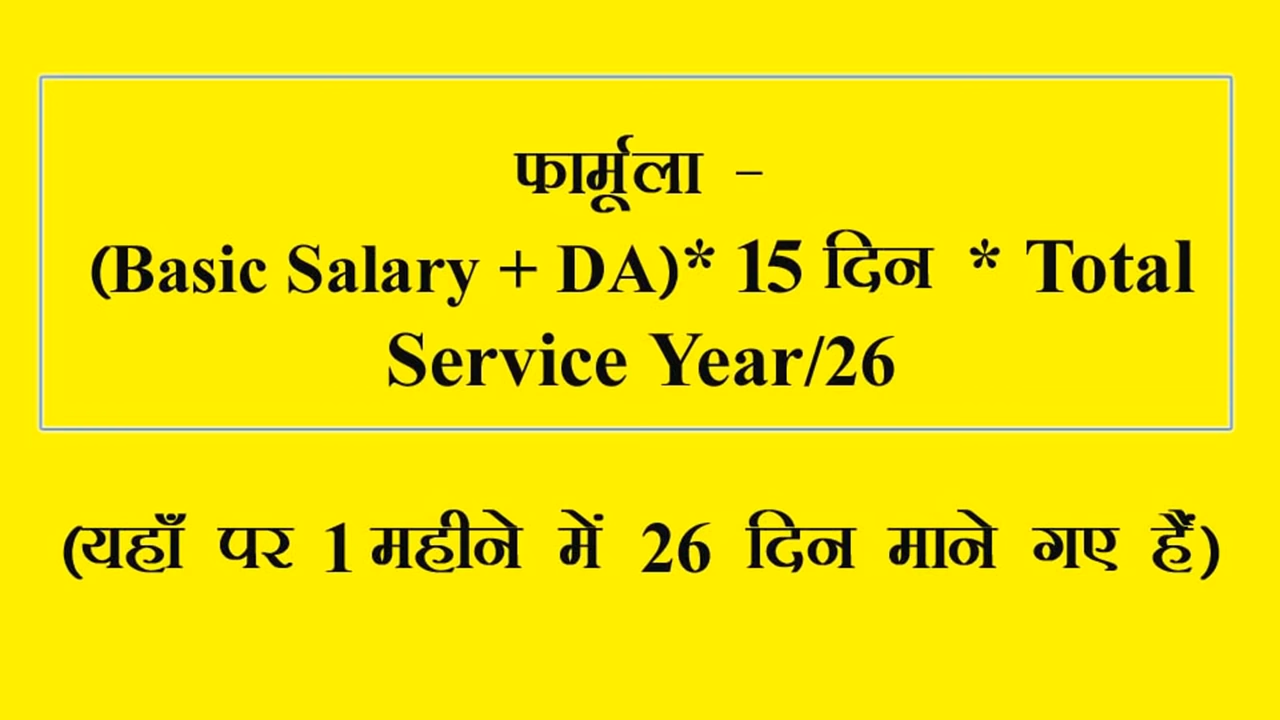 फार्मूला -
(Basic Salary + DA)* 15 दिन * Total
Service Year/26
(यहाँ पर 1 महीने में 26 दिन माने गए हैं)